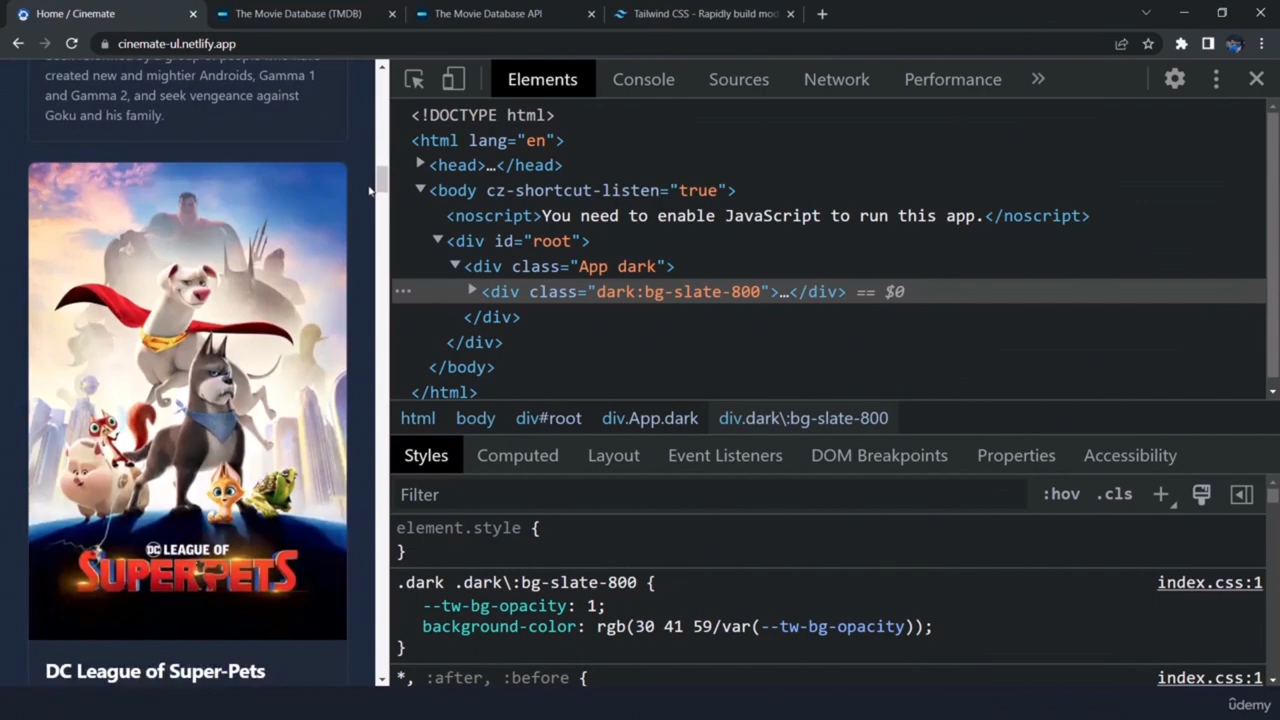 Home / Cinemate
The Movie Database (TMDB)
The Movie Database API
Tailwind CSS - Rapidly build mod
cinemate-ul.netlify.app
created new and mightier Androids, Gamma 1
and Gamma 2, and seek vengeance against
Goku and his family.
DC LEAGUE OF
SUPER-PETS
DC League of Super-Pets
Elements
Console
Sources
Network
Performance
<!DOCTYPE html>
<html lang="en">
<head>…</head>
<body cz-shortcut-listen="true">
<noscript>You need to enable JavaScript to run this app.</noscript>
<div id="root">
<div class="App dark">
<div class="dark:bg-slate-800">…</div> == $0
</div>
</div>
</body>
</html>
html
body
div#root
div.App.dark
div.dark\:bg-slate-800
Styles
Computed
Layout
Event Listeners
DOM Breakpoints
Properties
Accessibility
Filter
:hov
.cls
element.style {
}
.dark .dark\:bg-slate-800 {
index.css:1
--tw-bg-opacity: 1;
background-color: rgb(30 41 59/var(--tw-bg-opacity));
}
*, :after, :before {
index.css:1
ûdemy